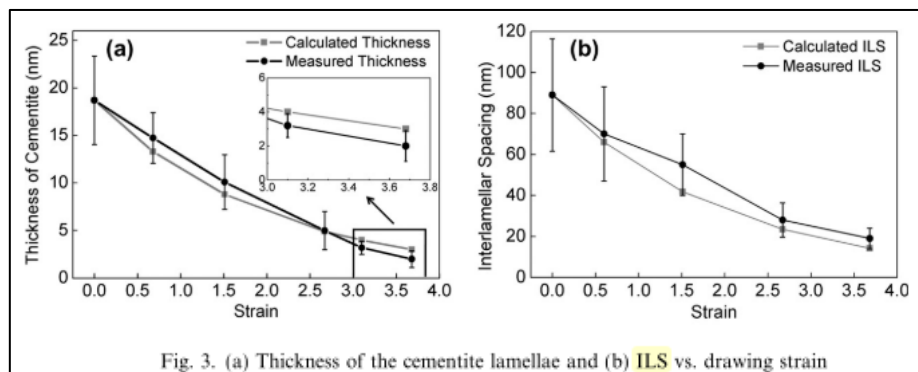 (a)
Calculated Thickness
Measured Thickness
Thickness of Cementite (nm)
25
20
15
10
5
0
6
4
2
0
3.0 3.2 3.4 3.6 3.8
0.0 0.5 1.0 1.5 2.0 2.5 3.0 3.5 4.0
Strain
(b)
Calculated ILS
Measured ILS
Interlamellar Spacing (nm)
120
100
80
60
40
20
0
0.0 0.5 1.0 1.5 2.0 2.5 3.0 3.5 4.0
Strain
Fig. 3. (a) Thickness of the cementite lamellae and (b) ILS vs. drawing strain